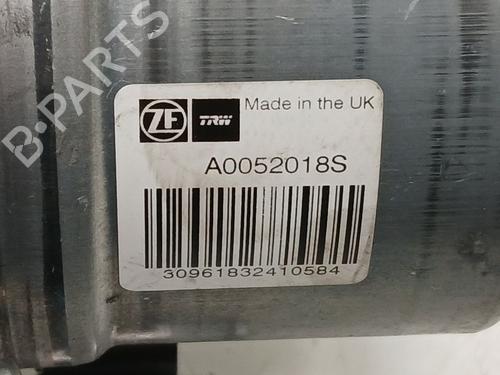 B-PARTS
ZF TRW Made in the UK
A0052018S
30961832410584